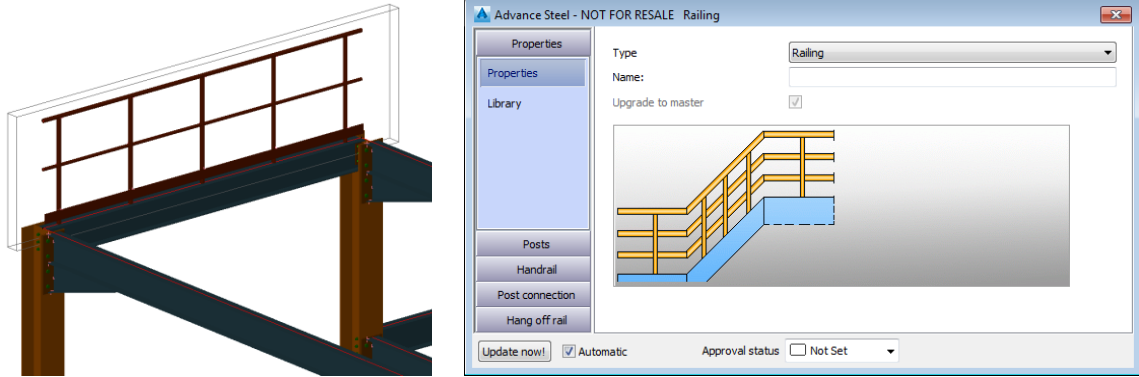 Advance Steel - NOT FOR RESALE Railing
Properties
Properties
Library
Posts
Handrail
Post connection
Hang off rail
Type
Railing
Name:
Upgrade to master
Update now!
Automatic
Approval status
Not Set